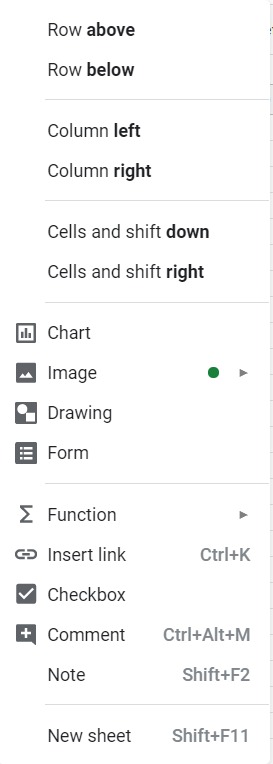 Row above
Row below
Column left
Column right
Cells and shift down
Cells and shift right
Chart
Image
Drawing
Form
Function
Insert link Ctrl+K
Checkbox
Comment Ctrl+Alt+M
Note Shift+F2
New sheet Shift+F11